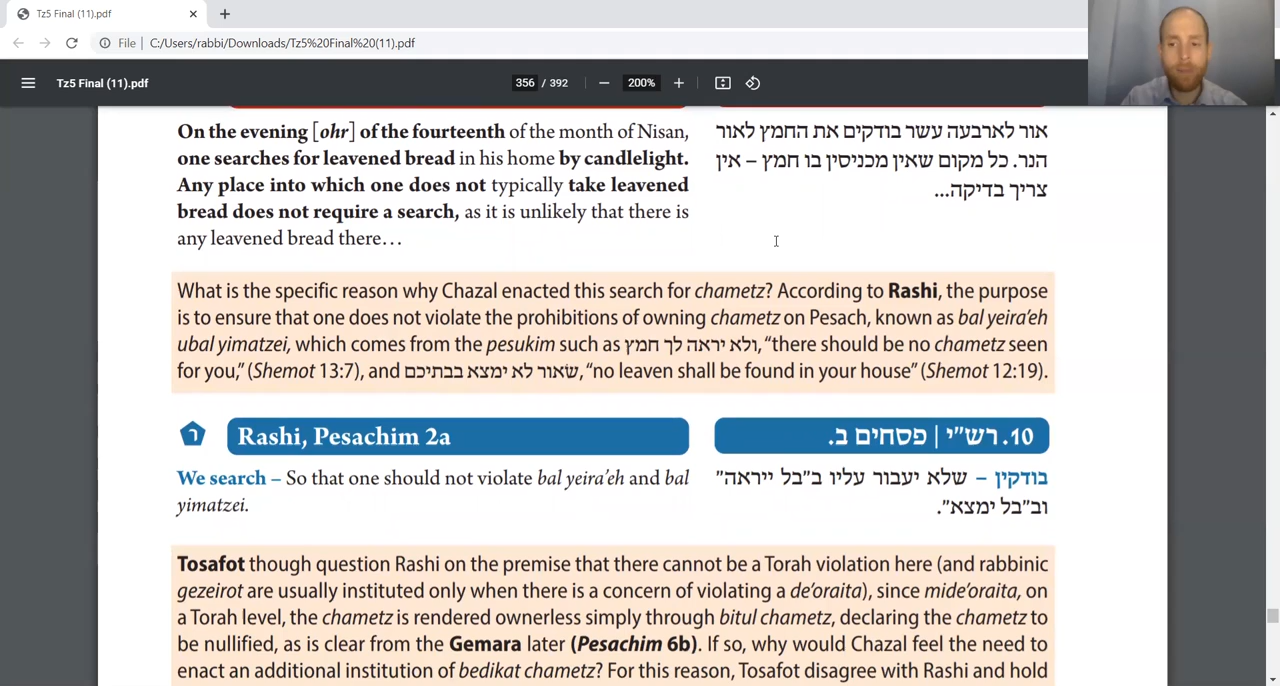 Tz5 Final (11).pdf
File C:/Users/rabbi/Downloads/Tz5%20Final%20(11).pdf
Tz5 Final (11).pdf
356 / 392
200%
On the evening [ohr] of the fourteenth of the month of Nisan,
one searches for leavened bread in his home by candlelight.
Any place into which one does not typically take leavened
bread does not require a search, as it is unlikely that there is
any leavened bread there…
אור לארבעה עשר בודקים את החמץ לאור
הנר. כל מקום שאין מכניסין בו חמץ – אין
צריך בדיקה...
What is the specific reason why Chazal enacted this search for chametz? According to Rashi, the purpose
is to ensure that one does not violate the prohibitions of owning chametz on Pesach, known as bal yeira'eh
ubal yimatzei, which comes from the pesukim such as ולא יראה לך חמץ, "there should be no chametz seen
for you," (Shemot 13:7), and שׂאור לא ימצא בבתיכם, "no leaven shall be found in your house" (Shemot 12:19).
ר
Rashi, Pesachim 2a
10. רש"י | פסחים ב.
We search – So that one should not violate bal yeira'eh and bal
yimatzei.
בודקין – שלא יעבור עליו ב"בל ייראה"
וב"בל ימצא".
Tosafot though question Rashi on the premise that there cannot be a Torah violation here (and rabbinic
gezeirot are usually instituted only when there is a concern of violating a de'oraita), since mide'oraita, on
a Torah level, the chametz is rendered ownerless simply through bitul chametz, declaring the chametz to
be nullified, as is clear from the Gemara later (Pesachim 6b). If so, why would Chazal feel the need to
enact an additional institution of bedikat chametz? For this reason, Tosafot disagree with Rashi and hold